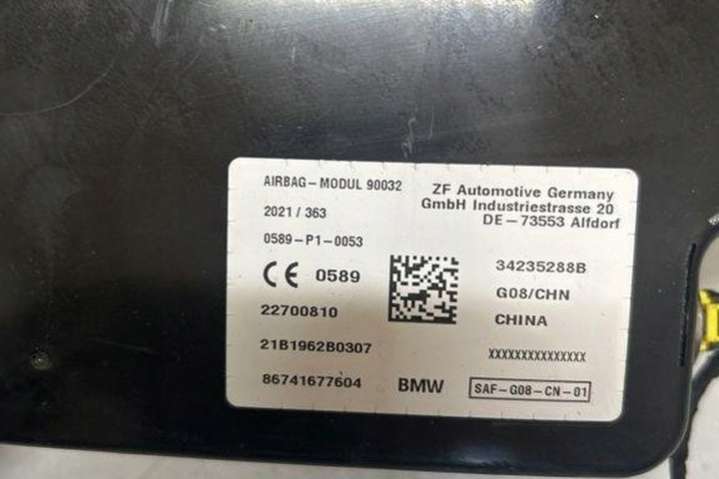 AIRBAG-MODUL 90032
2021/363
0589-P1-0053
ZF Automotive Germany
GmbH Industriestrasse 20
DE-73553 Alfdorf
CE 0589
22700810
21B1962B0307
86741677604
BMW
34235288B
G08/CHN
CHINA
XXXXXXXXXXXXXXX
SAF-G08-CN-01